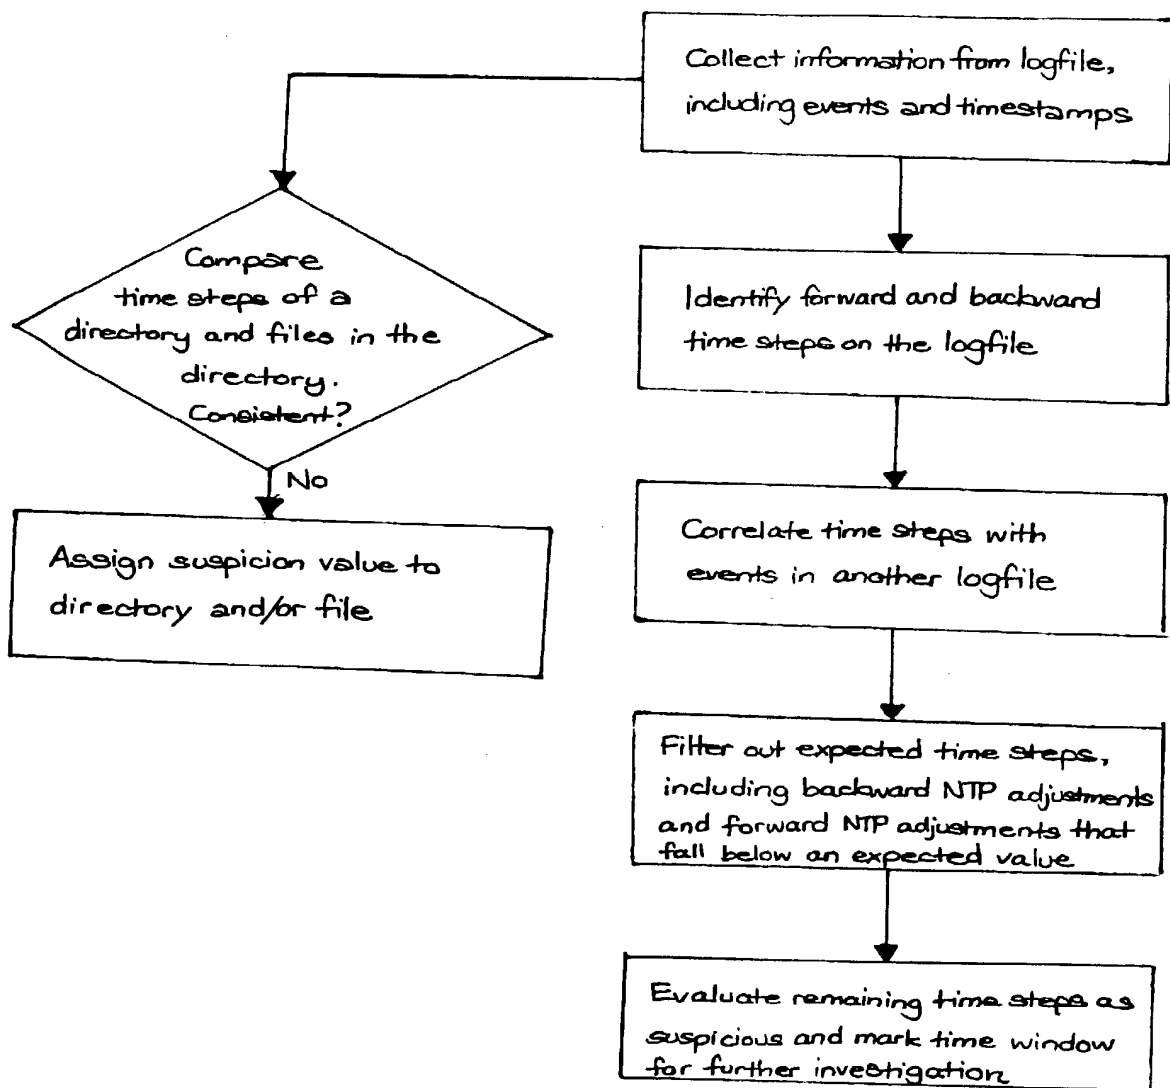 Collect information from logfile,
including events and timestamps
Compare
time steps of a
directory and files in the
directory.
Consistent?
No
Assign suspicion value to
directory and/or file
Identify forward and backward
time steps on the logfile
Correlate time steps with
events in another logfile
Filter out expected time steps,
including backward NTP adjustments
and forward NTP adjustments that
fall below an expected value
Evaluate remaining time steps as
suspicious and mark time window
for further investigation